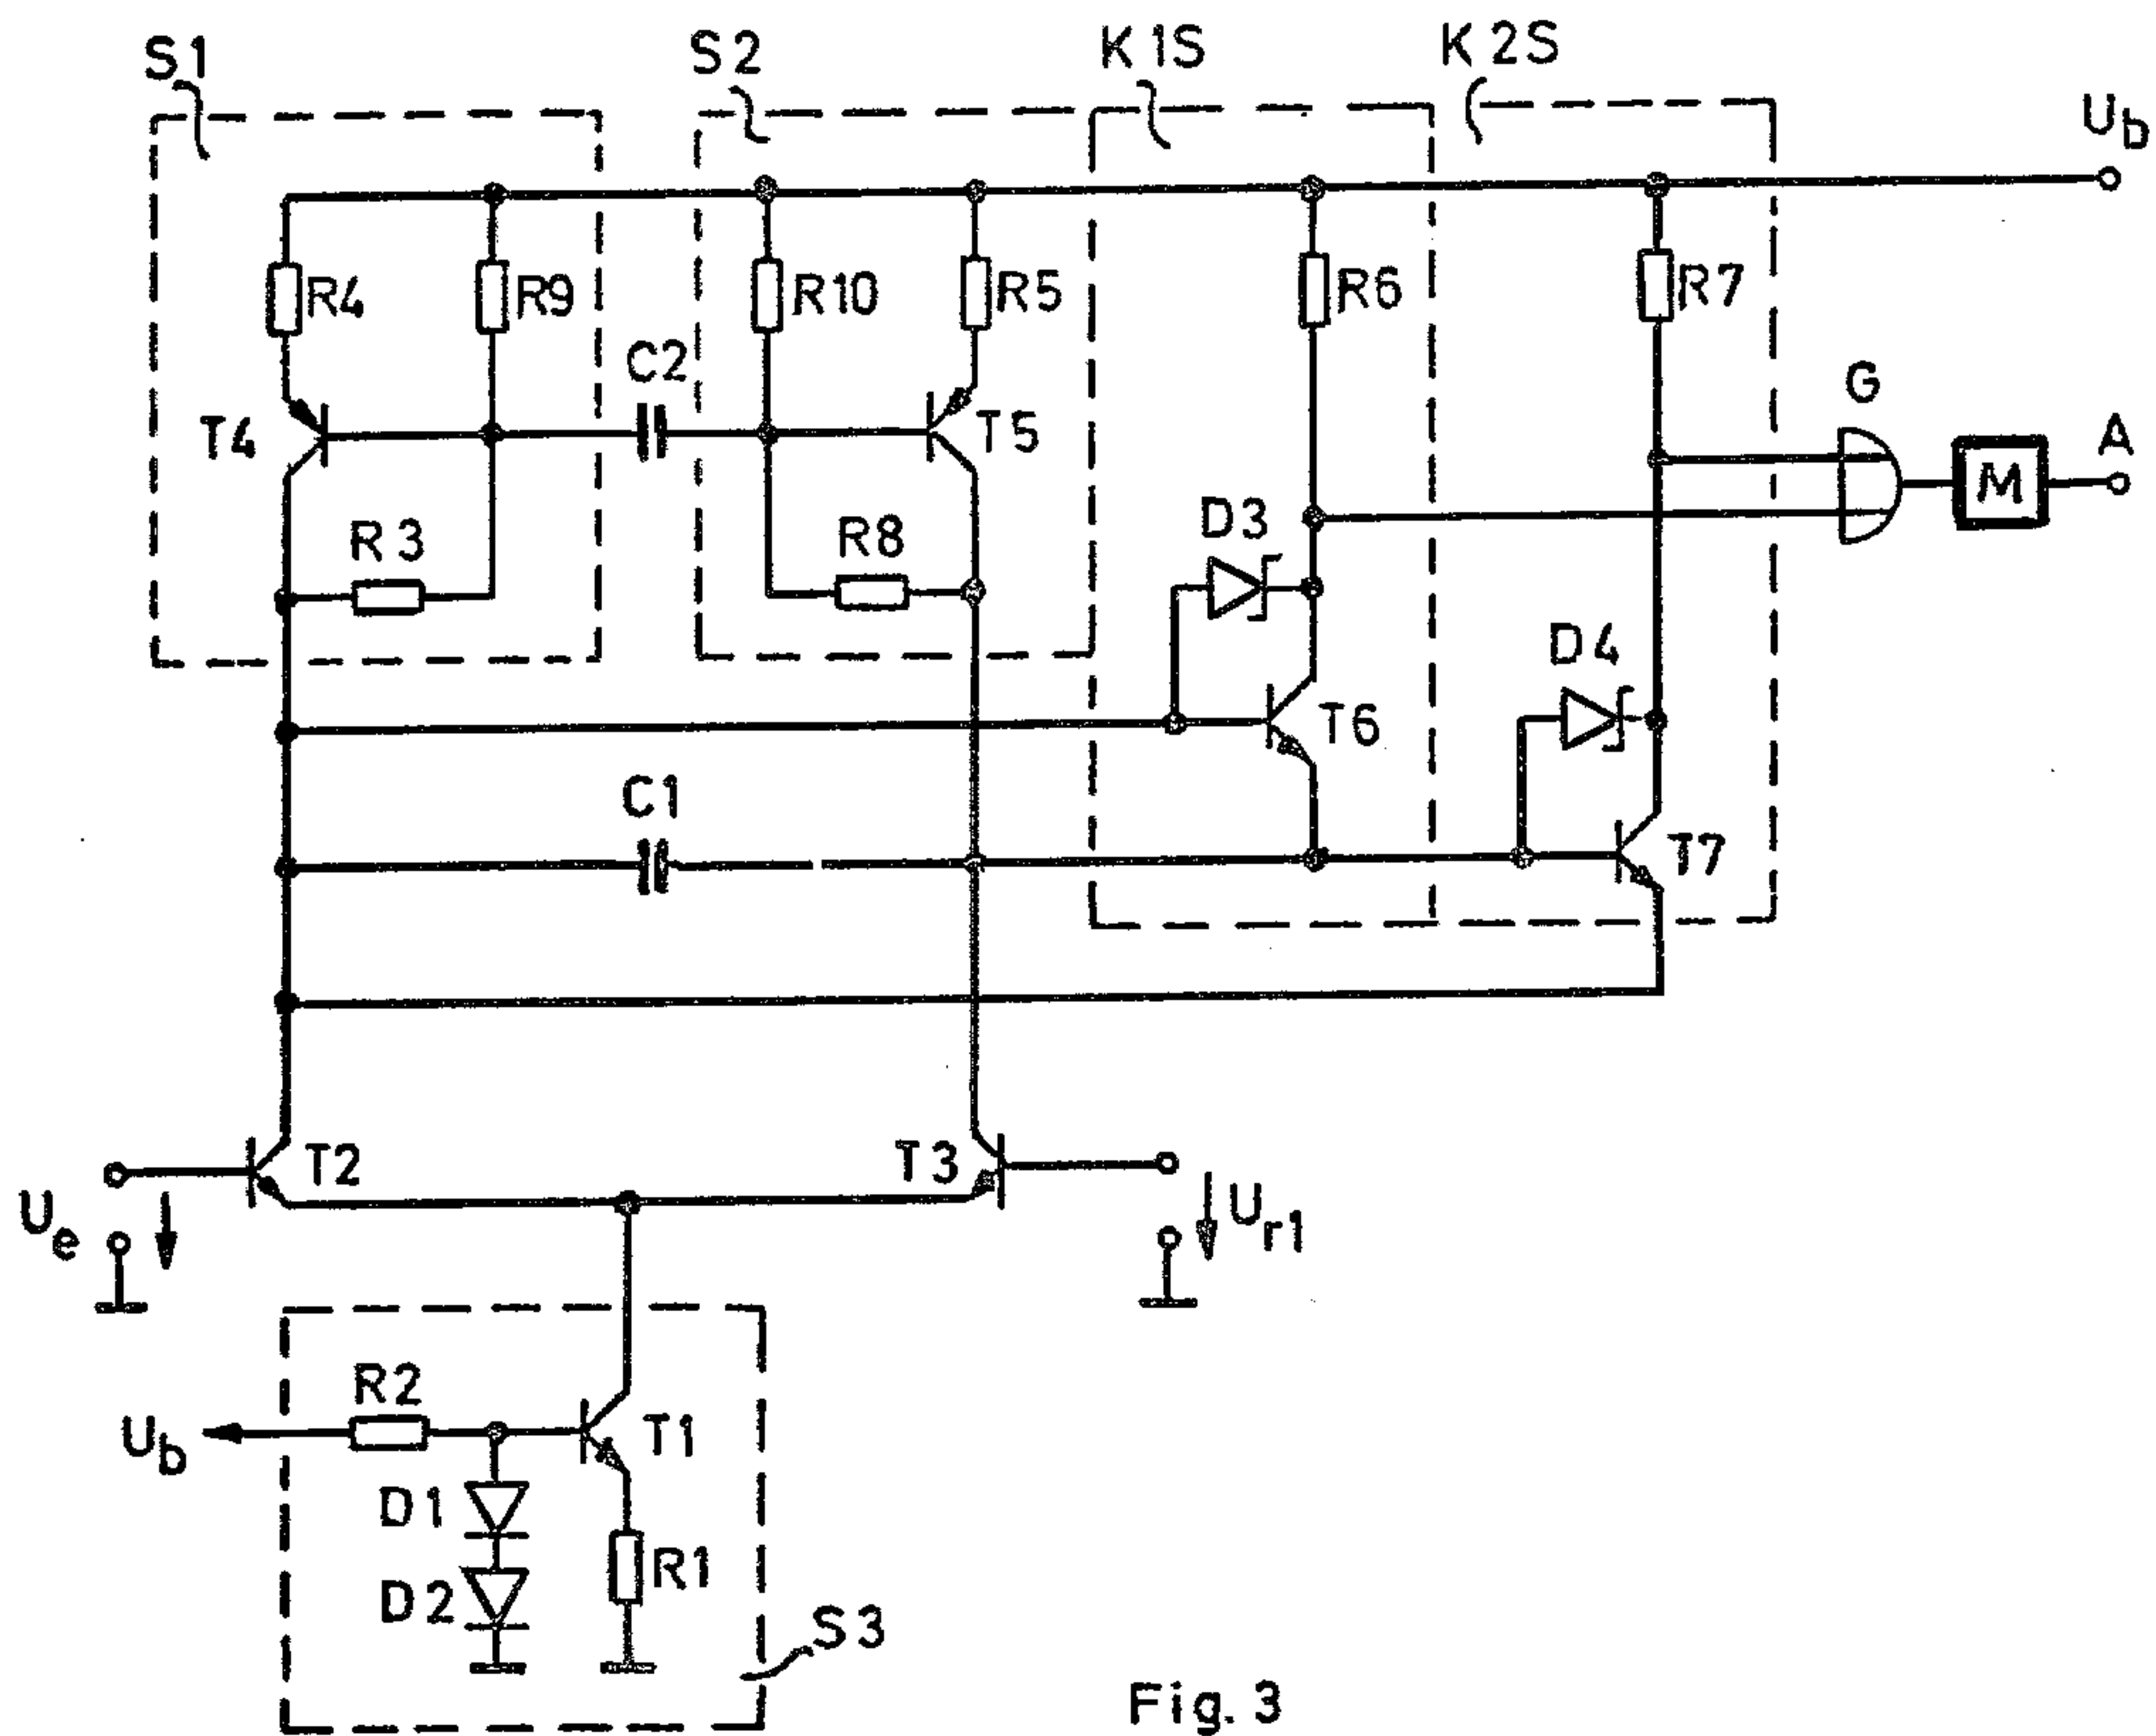 S1
S2
K1S
K2S
Ub
R4
R9
R10
R5
R6
R7
C2
T4
T5
G
A
M
R3
R8
D3
D4
T6
C1
T7
T2
T3
Ue
Ur1
R2
Ub
T1
D1
R1
D2
S3
Fig. 3